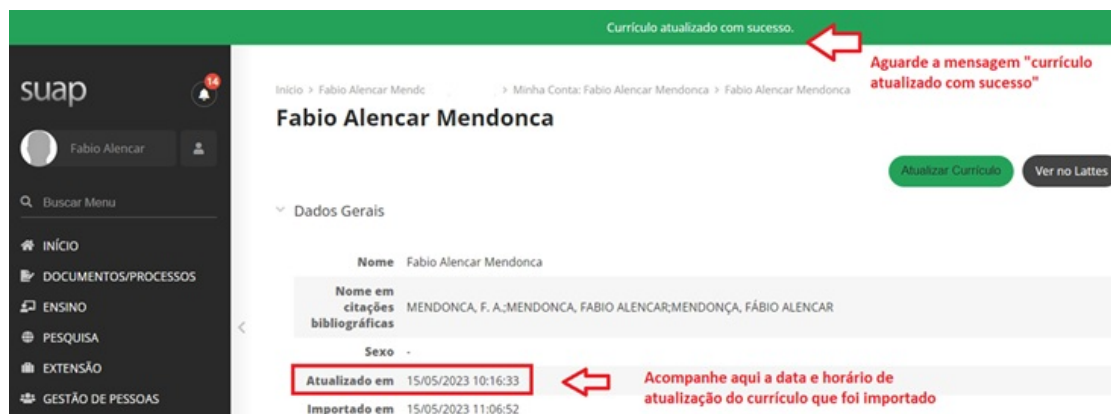 Currículo atualizado com sucesso.
Aguarde a mensagem "currículo
atualizado com sucesso"
suap
14
Fabio Alencar
Buscar Menu
INÍCIO
DOCUMENTOS/PROCESSOS
ENSINO
PESQUISA
EXTENSÃO
GESTÃO DE PESSOAS
Início > Fabio Alencar Mendc > Minha Conta: Fabio Alencar Mendonca > Fabio Alencar Mendonca
Fabio Alencar Mendonca
Atualizar Currículo
Ver no Lattes
Dados Gerais
Nome Fabio Alencar Mendonca
Nome em
citações
bibliográficas
MENDONCA, F. A.;MENDONCA, FABIO ALENCAR;MENDONÇA, FÁBIO ALENCAR
Sexo -
Atualizado em 15/05/2023 10:16:33
Acompanhe aqui a data e horário de
atualização do currículo que foi importado
Importado em 15/05/2023 11:06:52